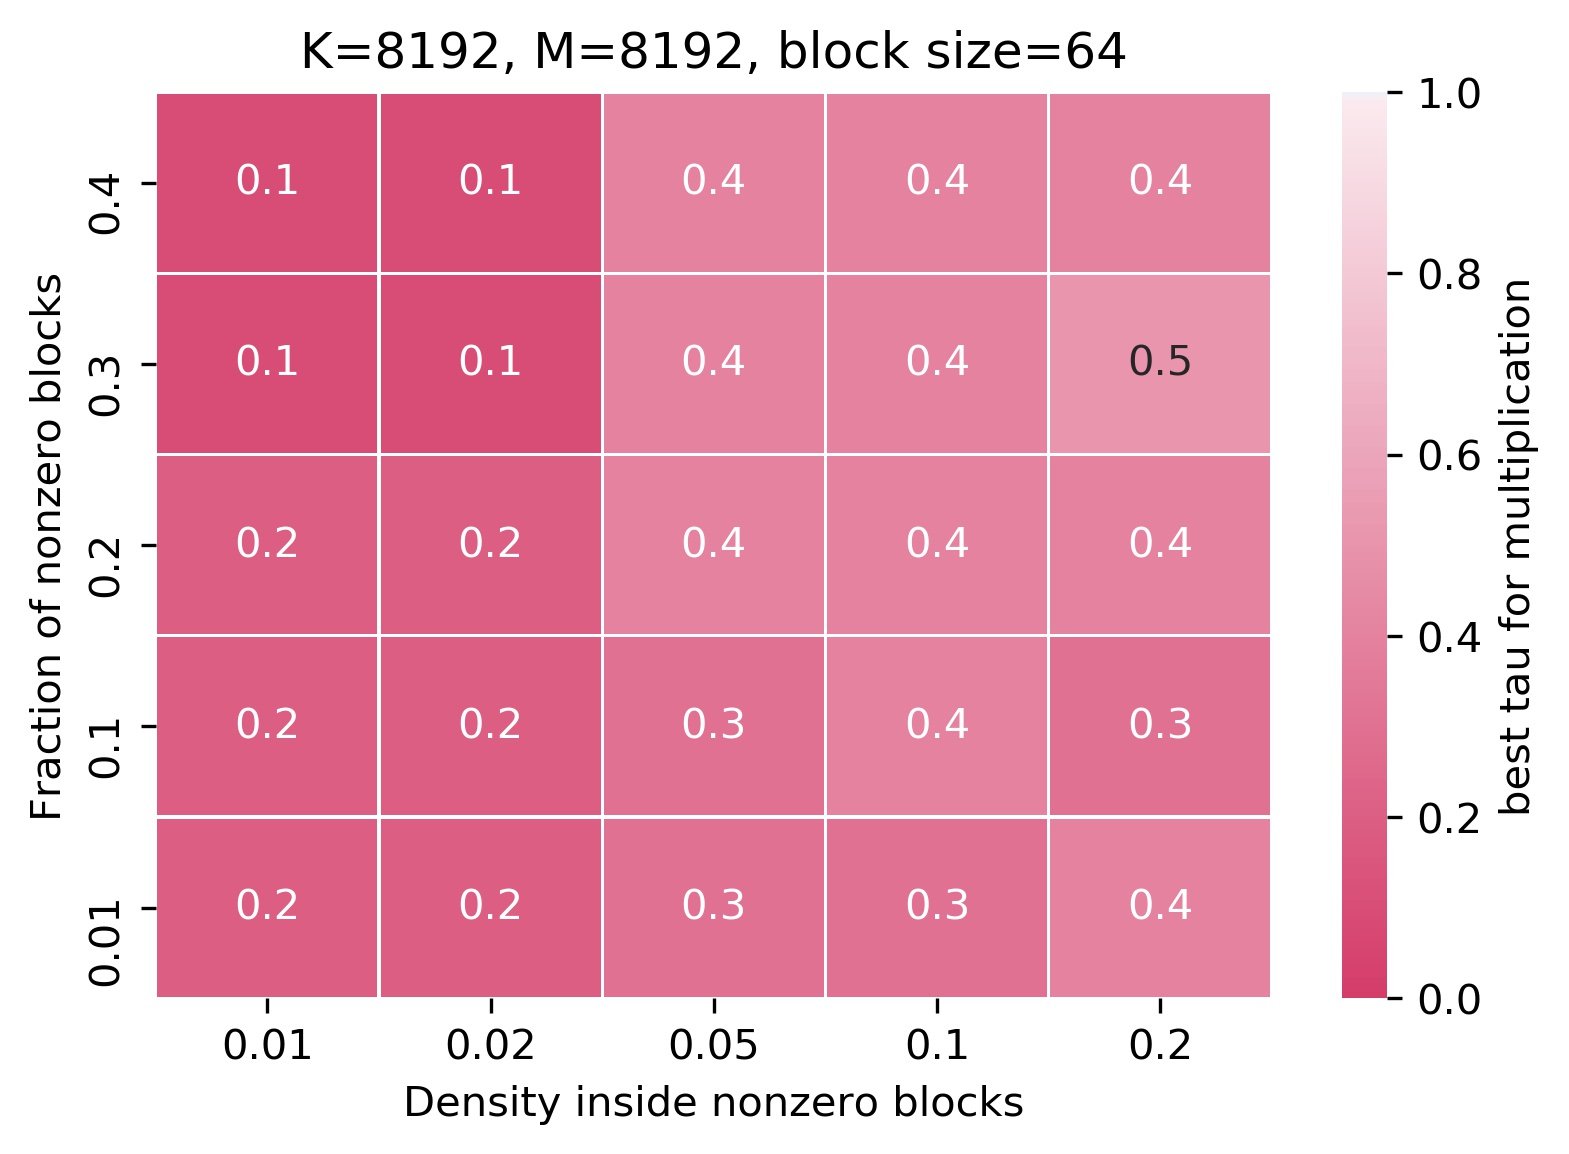 K=8192, M=8192, block size=64
Fraction of nonzero blocks
0.4 0.1 0.1 0.4 0.4 0.4
0.3 0.1 0.1 0.4 0.4 0.5
0.2 0.2 0.2 0.4 0.4 0.4
0.1 0.2 0.2 0.3 0.4 0.3
0.01 0.2 0.2 0.3 0.3 0.4
0.01 0.02 0.05 0.1 0.2
Density inside nonzero blocks
1.0
0.8
0.6
0.4
0.2
0.0
best tau for multiplication